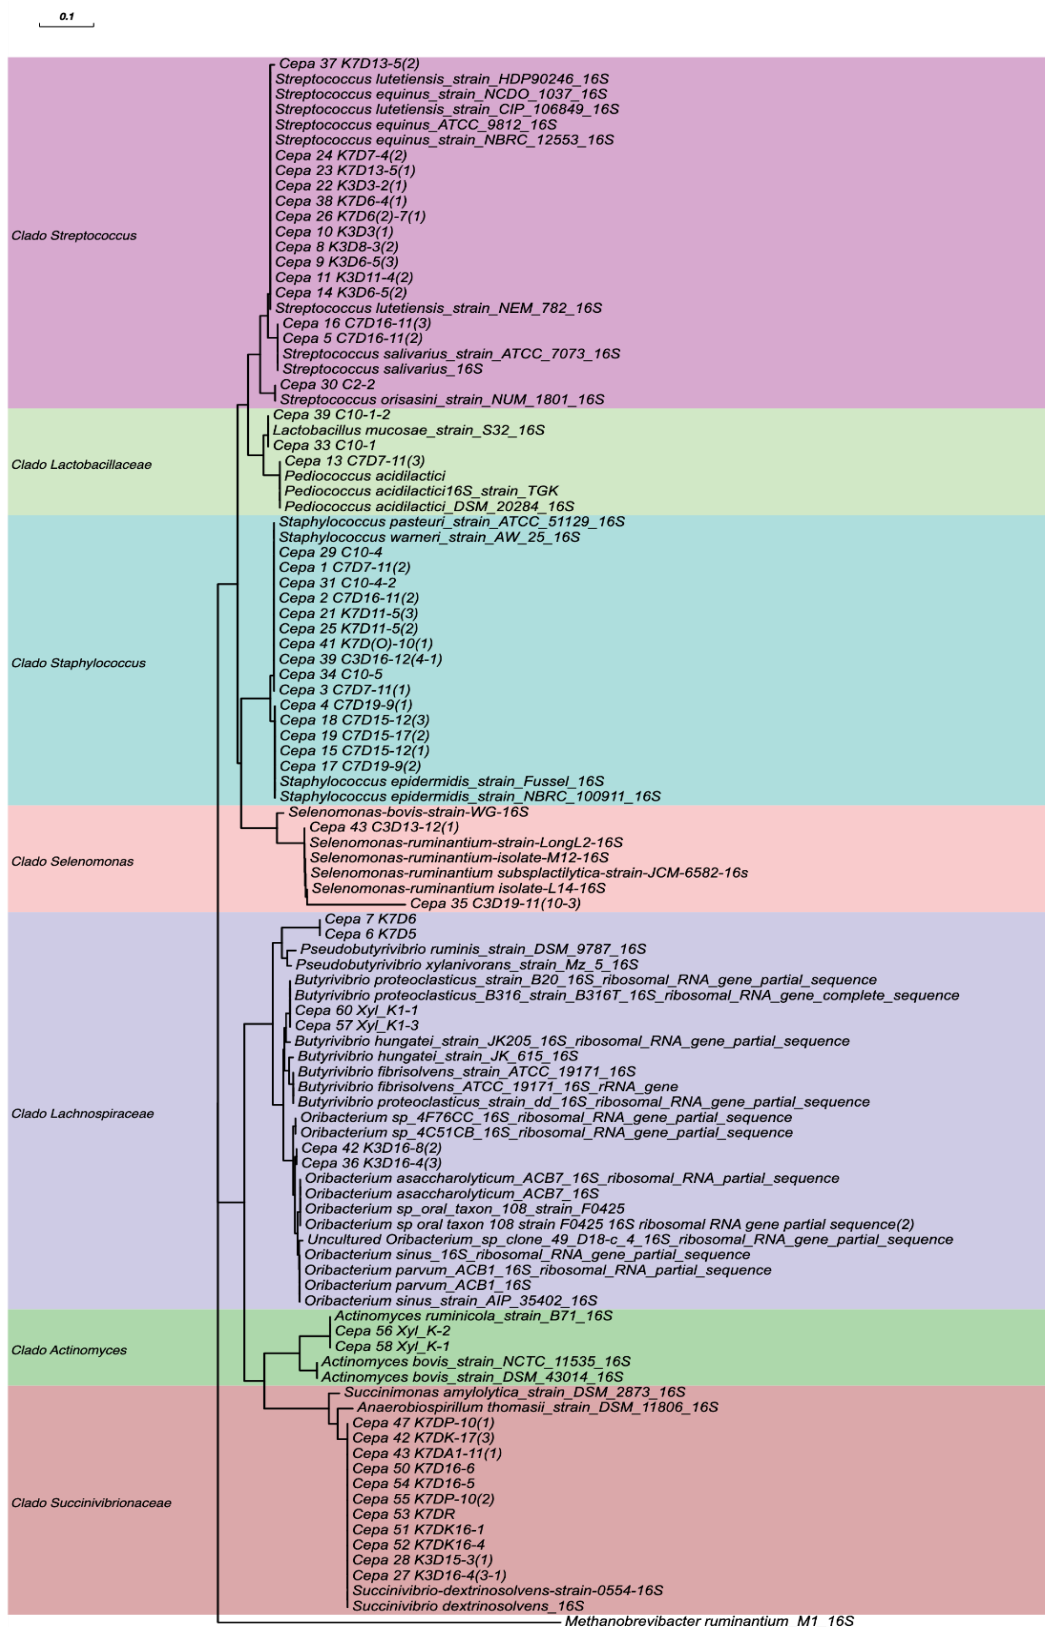 0.1
Cepa 37 K7D13-5(2)
Streptococcus lutetiensis_strain_HDP90246_16S
Streptococcus equinus_strain_NCDO_1037_16S
Streptococcus lutetiensis_strain_CIP_106849_16S
Streptococcus equinus_ATCC_9812_16S
Streptococcus equinus_strain_NBRC_12553_16S
Cepa 24 K7D7-4(2)
Cepa 23 K7D13-5(1)
Cepa 22 K3D3-2(1)
Cepa 38 K7D6-4(1)
Cepa 26 K7D6(2)-7(1)
Cepa 10 K3D3(1)
Clado Streptococcus
Cepa 8 K3D8-3(2)
Cepa 9 K3D6-5(3)
Cepa 11 K3D11-4(2)
Cepa 14 K3D6-5(2)
Streptococcus lutetiensis_strain_NEM_782_16S
Cepa 16 C7D16-11(3)
Cepa 5 C7D16-11(2)
Streptococcus salivarius_strain_ATCC_7073_16S
Streptococcus salivarius_16S
Cepa 30 C2-2
Streptococcus orisasini_strain_NUM_1801_16S
Cepa 39 C10-1-2
Lactobacillus mucosae_strain_S32_16S
Cepa 33 C10-1
Cepa 13 C7D7-11(3)
Clado Lactobacillaceae
Pediococcus acidilactici
Pediococcus acidilactici16S_strain_TGK
Pediococcus acidilactici_DSM_20284_16S
Staphylococcus pasteuri_strain_ATCC_51129_16S
Staphylococcus warneri_strain_AW_25_16S
Cepa 29 C10-4
Cepa 1 C7D7-11(2)
Cepa 31 C10-4-2
Cepa 2 C7D16-11(2)
Cepa 21 K7D11-5(3)
Cepa 25 K7D11-5(2)
Cepa 41 K7D(O)-10(1)
Cepa 39 C3D16-12(4-1)
Clado Staphylococcus
Cepa 34 C10-5
Cepa 3 C7D7-11(1)
Cepa 4 C7D19-9(1)
Cepa 18 C7D15-12(3)
Cepa 19 C7D15-17(2)
Cepa 15 C7D15-12(1)
Cepa 17 C7D19-9(2)
Staphylococcus epidermidis_strain_Fussel_16S
Staphylococcus epidermidis_strain_NBRC_100911_16S
Selenomonas-bovis-strain-WG-16S
Cepa 43 C3D13-12(1)
Selenomonas-ruminantium-strain-LongL2-16S
Selenomonas-ruminantium-isolate-M12-16S
Clado Selenomonas
Selenomonas-ruminantium subsplactilytica-strain-JCM-6582-16s
Selenomonas-ruminantium isolate-L14-16S
Cepa 35 C3D19-11(10-3)
Cepa 7 K7D6
Cepa 6 K7D5
Pseudobutyrivibrio ruminis_strain_DSM_9787_16S
Pseudobutyrivibrio xylanivorans_strain_Mz_5_16S
Butyrivibrio proteoclasticus_strain_B20_16S_ribosomal_RNA_gene_partial_sequence
Butyrivibrio proteoclasticus_B316_strain_B316T_16S_ribosomal_RNA_gene_complete_sequence
Cepa 60 Xyl_K1-1
Cepa 57 Xyl_K1-3
Butyrivibrio hungatei_strain_JK205_16S_ribosomal_RNA_gene_partial_sequence
Butyrivibrio hungatei_strain_JK_615_16S
Butyrivibrio fibrisolvens_strain_ATCC_19171_16S
Butyrivibrio fibrisolvens_ATCC_19171_16S_rRNA_gene
Butyrivibrio proteoclasticus_strain_dd_16S_ribosomal_RNA_gene_partial_sequence
Clado Lachnospiraceae
Oribacterium sp_4F76CC_16S_ribosomal_RNA_gene_partial_sequence
Oribacterium sp_4C51CB_16S_ribosomal_RNA_gene_partial_sequence
Cepa 42 K3D16-8(2)
Cepa 36 K3D16-4(3)
Oribacterium asaccharolyticum_ACB7_16S_ribosomal_RNA_partial_sequence
Oribacterium asaccharolyticum_ACB7_16S
Oribacterium sp_oral_taxon_108_strain_F0425
Oribacterium sp oral taxon 108 strain F0425 16S ribosomal RNA gene partial sequence(2)
Uncultured Oribacterium_sp_clone_49_D18-c_4_16S_ribosomal_RNA_gene_partial_sequence
Oribacterium sinus_16S_ribosomal_RNA_gene_partial_sequence
Oribacterium parvum_ACB1_16S_ribosomal_RNA_partial_sequence
Oribacterium parvum_ACB1_16S
Oribacterium sinus_strain_AIP_35402_16S
Actinomyces ruminicola_strain_B71_16S
Cepa 56 Xyl_K-2
Cepa 58 Xyl_K-1
Clado Actinomyces
Actinomyces bovis_strain_NCTC_11535_16S
Actinomyces bovis_strain_DSM_43014_16S
Succinimonas amylolytica_strain_DSM_2873_16S
Anaerobiospirillum thomasii_strain_DSM_11806_16S
Cepa 47 K7DP-10(1)
Cepa 42 K7DK-17(3)
Cepa 43 K7DA1-11(1)
Cepa 50 K7D16-6
Cepa 54 K7D16-5
Cepa 55 K7DP-10(2)
Clado Succinivibrionaceae
Cepa 53 K7DR
Cepa 51 K7DK16-1
Cepa 52 K7DK16-4
Cepa 28 K3D15-3(1)
Cepa 27 K3D16-4(3-1)
Succinivibrio-dextrinosolvens-strain-0554-16S
Succinivibrio dextrinosolvens_16S
Methanobrevibacter ruminantium_M1_16S